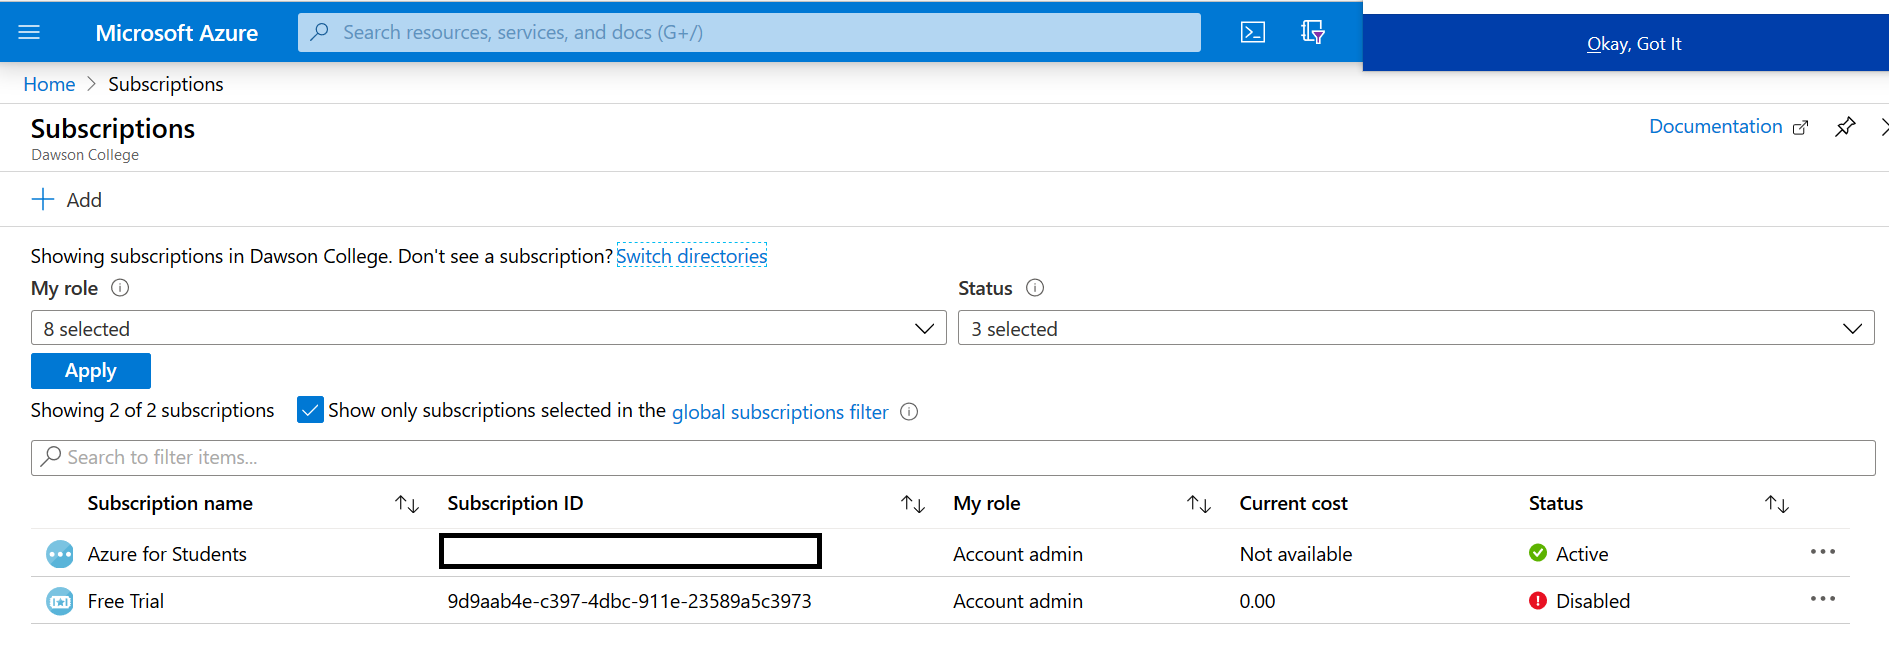 Microsoft Azure
Search resources, services, and docs (G+/)
Okay, Got It
Home > Subscriptions
Subscriptions
Dawson College
Documentation
Add
Showing subscriptions in Dawson College. Don't see a subscription? Switch directories
My role
Status
8 selected
3 selected
Apply
Showing 2 of 2 subscriptions
Show only subscriptions selected in the global subscriptions filter
Search to filter items...
Subscription name Subscription ID My role Current cost Status
Azure for Students Account admin Not available Active
Free Trial 9d9aab4e-c397-4dbc-911e-23589a5c3973 Account admin 0.00 Disabled